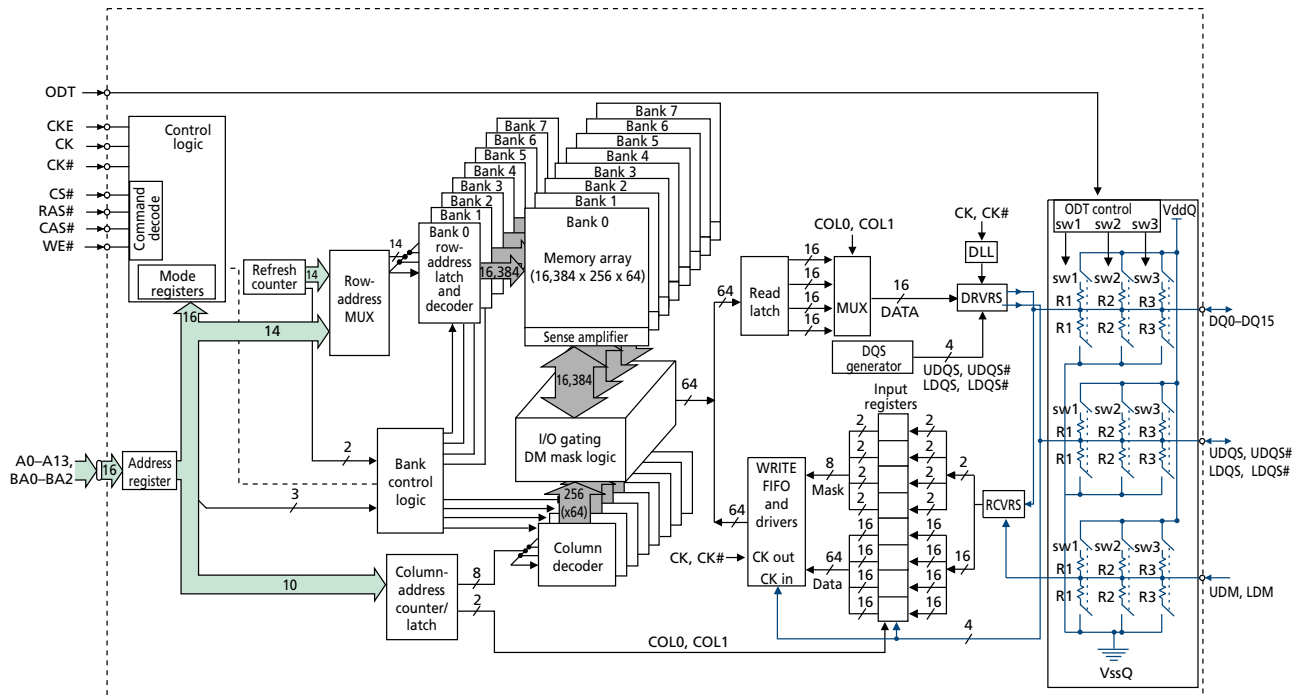 ODT
CKE
CK
CK#
CS#
RAS#
CAS#
WE#
Control
logic
Command
decode
Mode
registers
16
Refresh
counter
14
14
Row-
address
MUX
14
Bank 7
Bank 6
Bank 5
Bank 4
Bank 3
Bank 2
Bank 1
Bank 0
row-
address
latch
and
decoder
16,384
Bank 7
Bank 6
Bank 5
Bank 4
Bank 3
Bank 2
Bank 1
Bank 0
Memory array
(16,384 x 256 x 64)
Sense amplifier
16,384
I/O gating
DM mask logic
256
(x64)
Column
decoder
A0–A13,
BA0–BA2
16
Address
register
2
3
Bank
control
logic
10
Column-
address
counter/
latch
8
2
COL0, COL1
64
64
64
Read
latch
16
16
16
16
COL0, COL1
MUX
16
DATA
CK, CK#
DLL
DRVRS
DQS
generator
4
UDQS, UDQS#
LDQS, LDQS#
Input
registers
2
2
2
2
2
2
2
2
2
8
Mask
WRITE
FIFO
and
drivers
CK out
CK in
CK, CK#
64
Data
16
16
16
16
16
16
16
16
16
RCVRS
4
ODT control
VddQ
sw1 sw2 sw3
sw1 sw2 sw3
R1 R2 R3
R1 R2 R3
DQ0–DQ15
sw1 sw2 sw3
R1 R2 R3
R1 R2 R3
UDQS, UDQS#
LDQS, LDQS#
sw1 sw2 sw3
R1 R2 R3
R1 R2 R3
UDM, LDM
VssQ